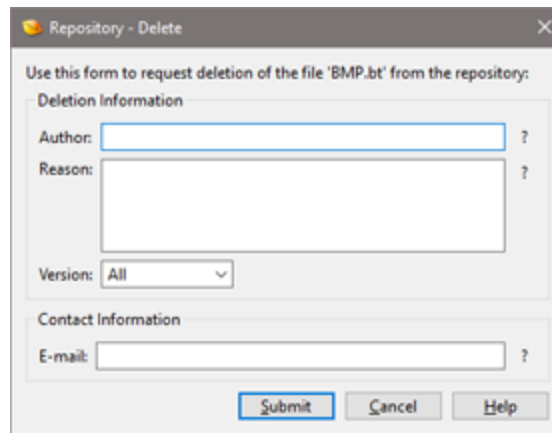 Repository - Delete
Use this form to request deletion of the file 'BMP.bt' from the repository:
Deletion Information
Author: ?
Reason: ?
Version: All
Contact Information
E-mail: ?
Submit Cancel Help